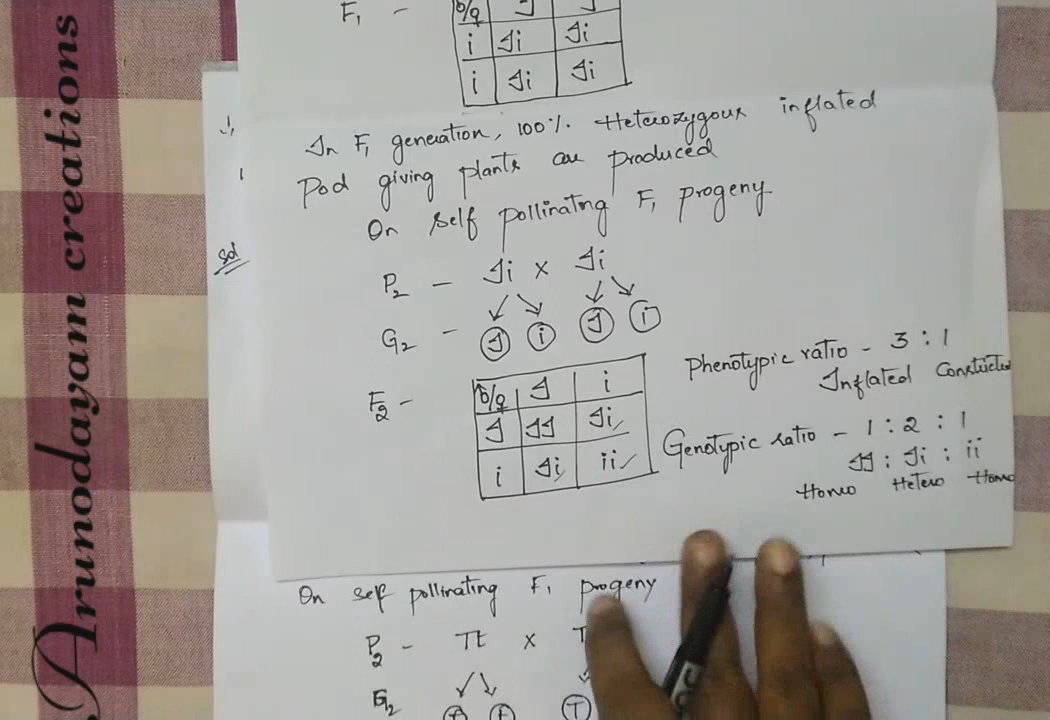 Arunodayam creations
F₁ -
♂/♀ I I
i Ii Ii
i Ii Ii
In F₁ generation, 100% Heterozygous inflated
Pod giving plants are produced
On self pollinating F₁ progeny
P₂ - Ii × Ii
G₂ - I i I i
F₂ -
♂/♀ I i
I II Ii
i Ii ii
Phenotypic ratio - 3 : 1
Inflated Constricted
Genotypic ratio - 1 : 2 : 1
II : Ii : ii
Homo Hetero Homo
Sol
On self pollinating F₁ progeny
P₂ - Tt × T
G₂ T t T